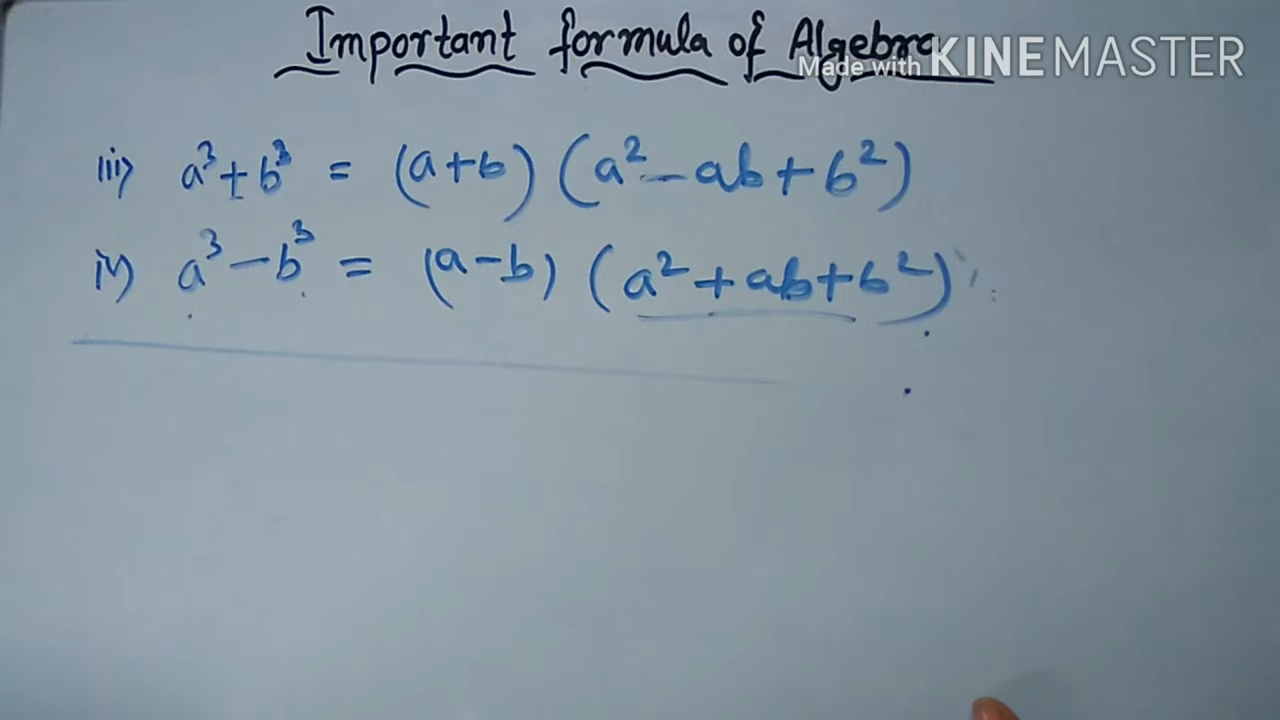 Important formula of Algebra
Made with KINEMASTER
iii) a³+b³ = (a+b) (a²-ab+b²)
iv) a³-b³ = (a-b) (a²+ab+b²)